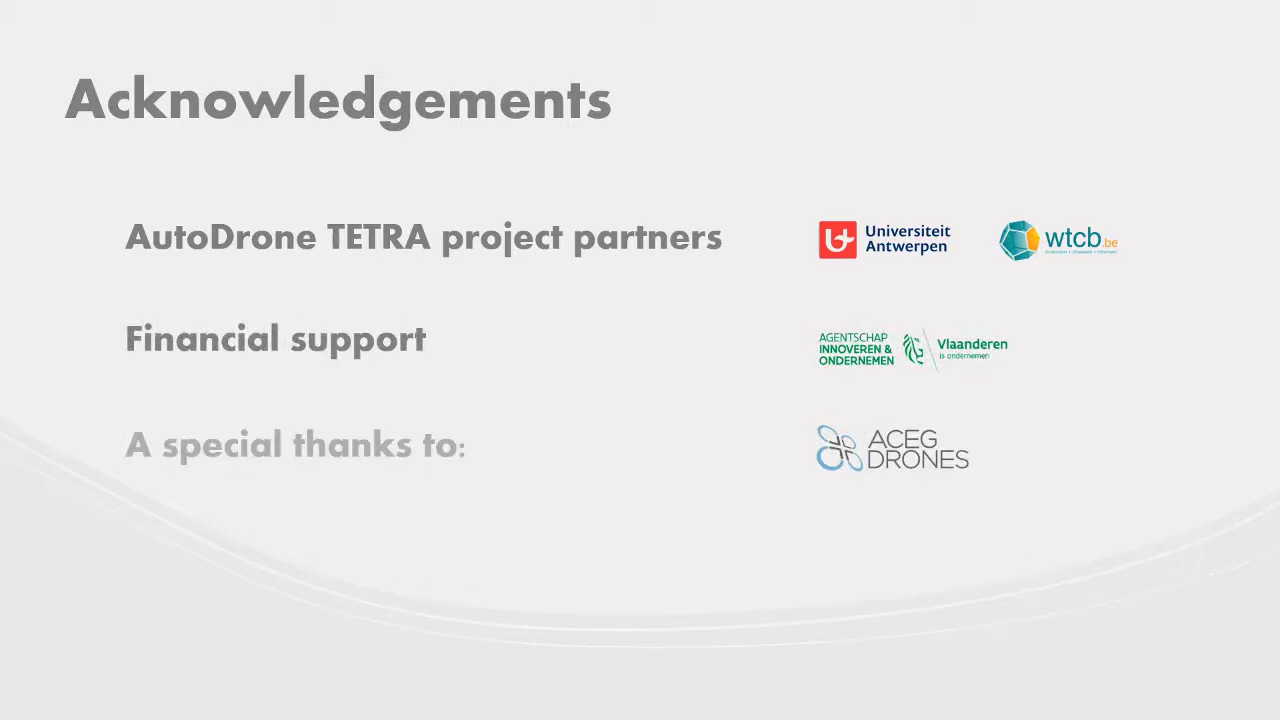 Acknowledgements
AutoDrone TETRA project partners
Universiteit
Antwerpen
wtcb.be
Financial support
AGENTSCHAP
INNOVEREN &
ONDERNEMEN
Vlaanderen
is ondernemen
A special thanks to:
ACEG
DRONES